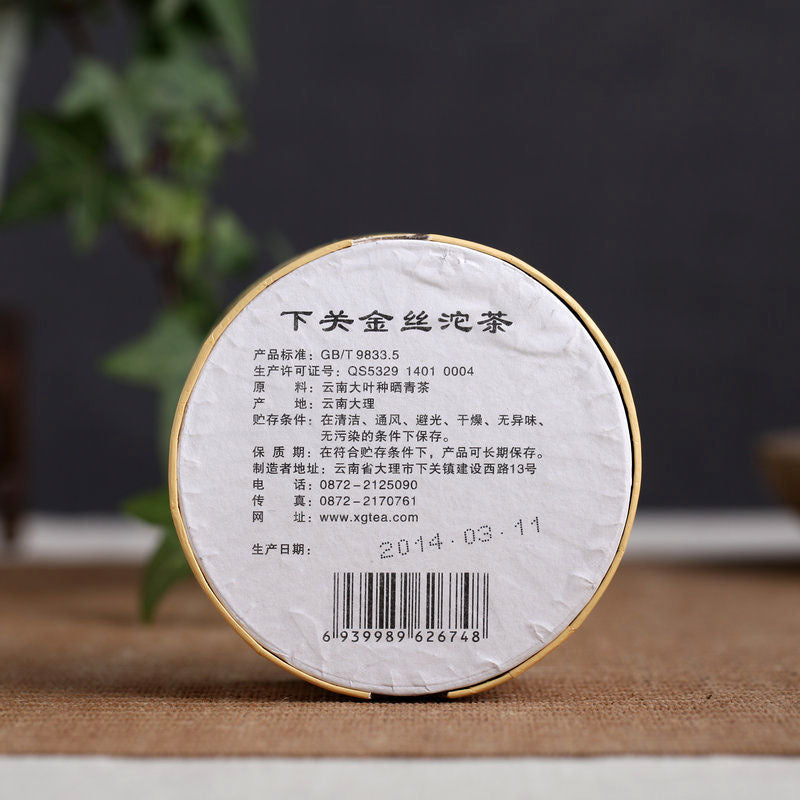 下关金丝沱茶
产品标准：GB/T 9833.5
生产许可证号：QS5329 1401 0004
原　　料：云南大叶种晒青茶
产　　地：云南大理
贮存条件：在清洁、通风、避光、干燥、无异味、
无污染的条件下保存。
保 质 期：在符合贮存条件下，产品可长期保存。
制造者地址：云南省大理市下关镇建设西路13号
电　　话：0872-2125090
传　　真：0872-2170761
网　　址：www.xgtea.com
生产日期： 2014.03.11
6 939989 626748